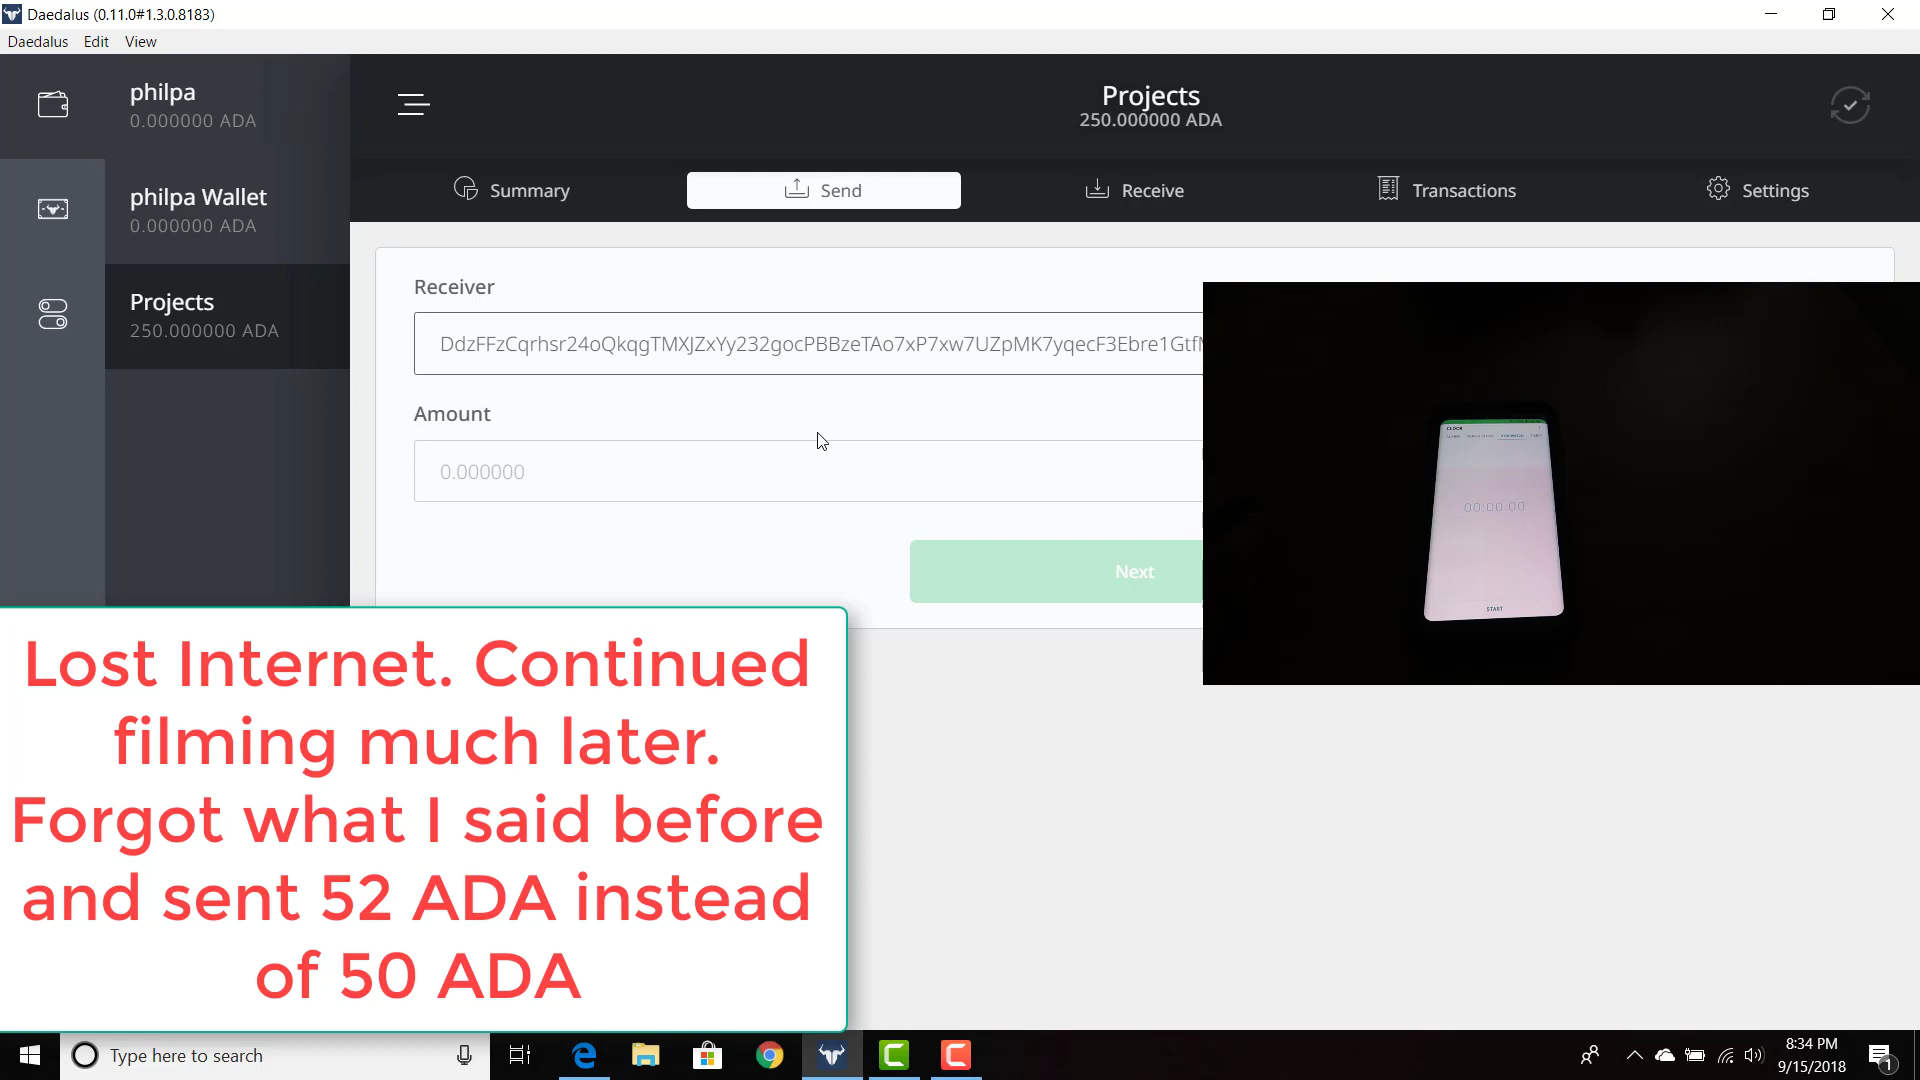 Daedalus (0.11.0#1.3.0.8183)
Daedalus Edit View
philpa
0.000000 ADA
philpa Wallet
0.000000 ADA
Projects
250.000000 ADA
Projects
250.000000 ADA
Summary
Send
Receive
Transactions
Settings
Receiver
DdzFFzCqrhsr24oQkqgTMXJZxYy232gocPBBzeTAo7xP7xw7UZpMK7yqecF3Ebre1Gtf
Amount
0.000000
Next
CLOCK
00:00.00
START
Lost Internet. Continued
filming much later.
Forgot what I said before
and sent 52 ADA instead
of 50 ADA
Type here to search
8:34 PM
9/15/2018
1